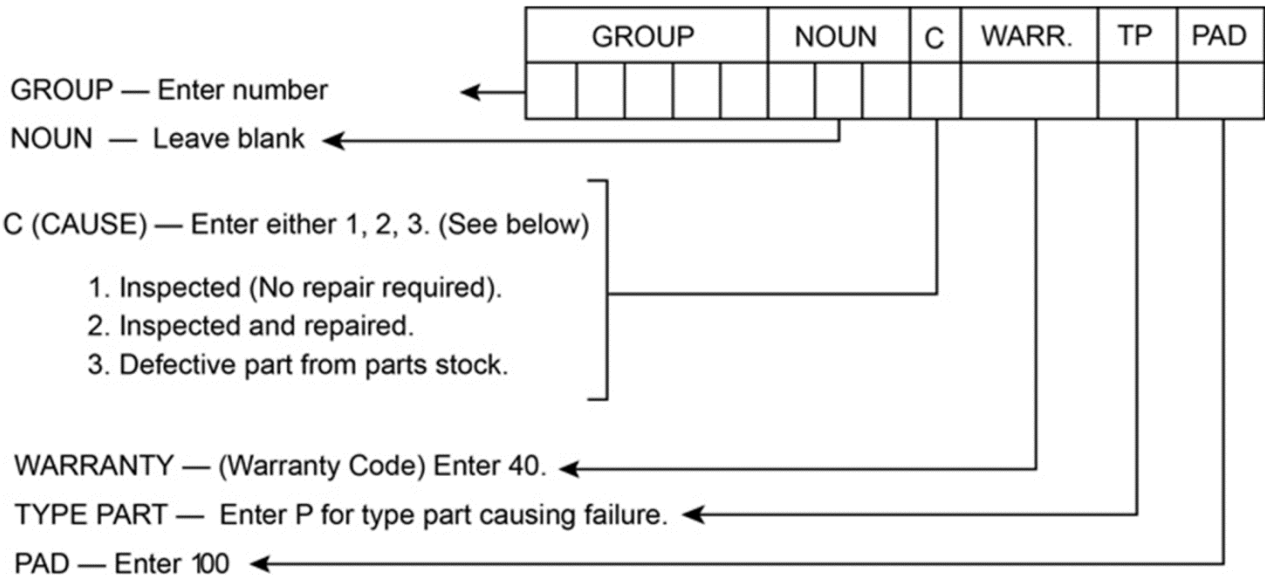 GROUP NOUN C WARR. TP PAD
GROUP — Enter number
NOUN — Leave blank
C (CAUSE) — Enter either 1, 2, 3. (See below)
1. Inspected (No repair required).
2. Inspected and repaired.
3. Defective part from parts stock.
WARRANTY — (Warranty Code) Enter 40.
TYPE PART — Enter P for type part causing failure.
PAD — Enter 100